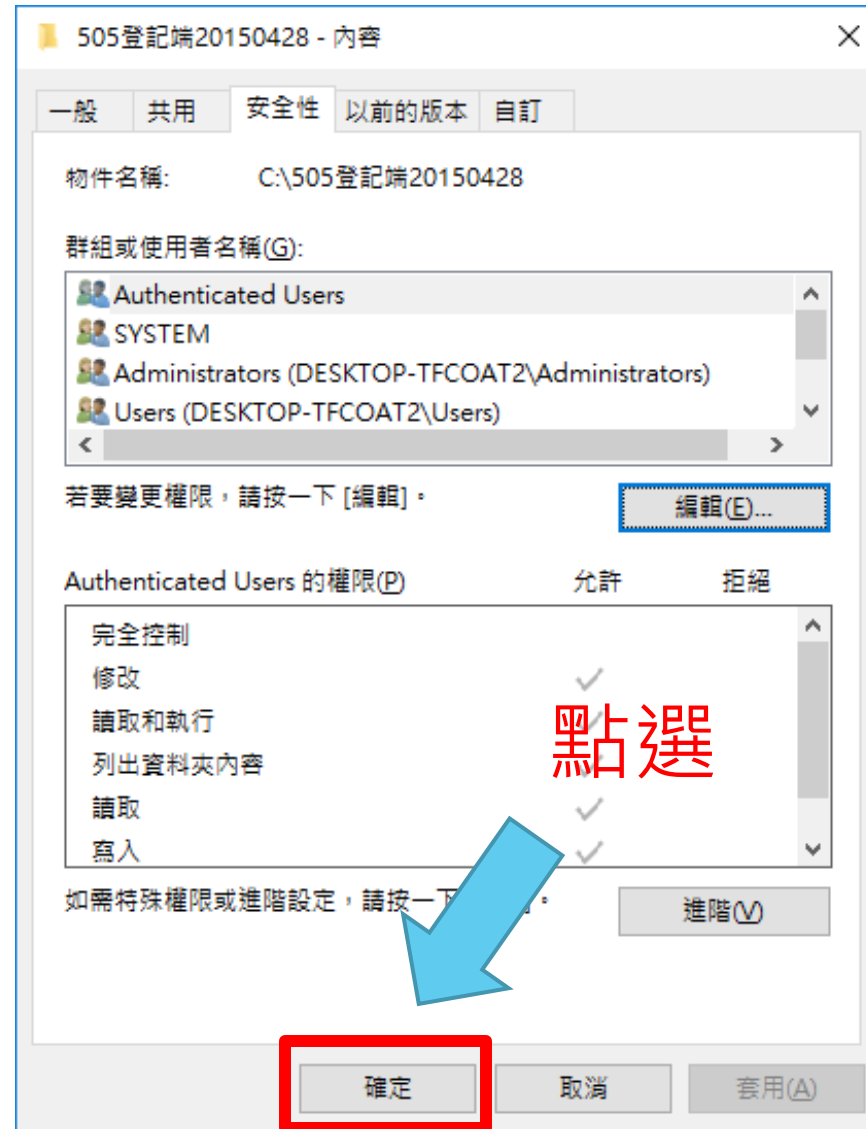 505登記端20150428 - 內容
一般 共用 安全性 以前的版本 自訂
物件名稱: C:\505登記端20150428
群組或使用者名稱(G):
Authenticated Users
SYSTEM
Administrators (DESKTOP-TFCOAT2\Administrators)
Users (DESKTOP-TFCOAT2\Users)
若要變更權限，請按一下 [編輯]。
編輯(E)...
Authenticated Users 的權限(P) 允許 拒絕
完全控制
修改
讀取和執行
點選
列出資料夾內容
讀取
寫入
如需特殊權限或進階設定，請按一下 。
進階(V)
確定 取消 套用(A)